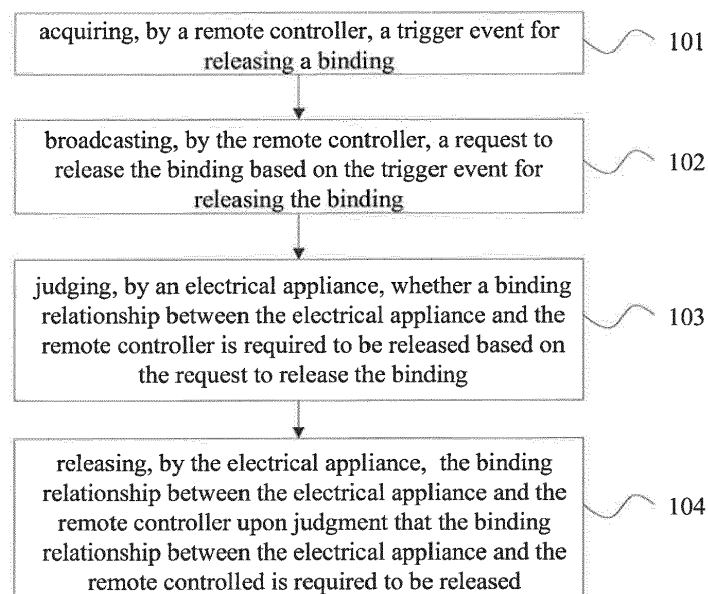 acquiring, by a remote controller, a trigger event for
releasing a binding
101
broadcasting, by the remote controller, a request to
release the binding based on the trigger event for
releasing the binding
102
judging, by an electrical appliance, whether a binding
relationship between the electrical appliance and the
remote controller is required to be released based on
the request to release the binding
103
releasing, by the electrical appliance, the binding
relationship between the electrical appliance and the
remote controller upon judgment that the binding
relationship between the electrical appliance and the
remote controlled is required to be released
104